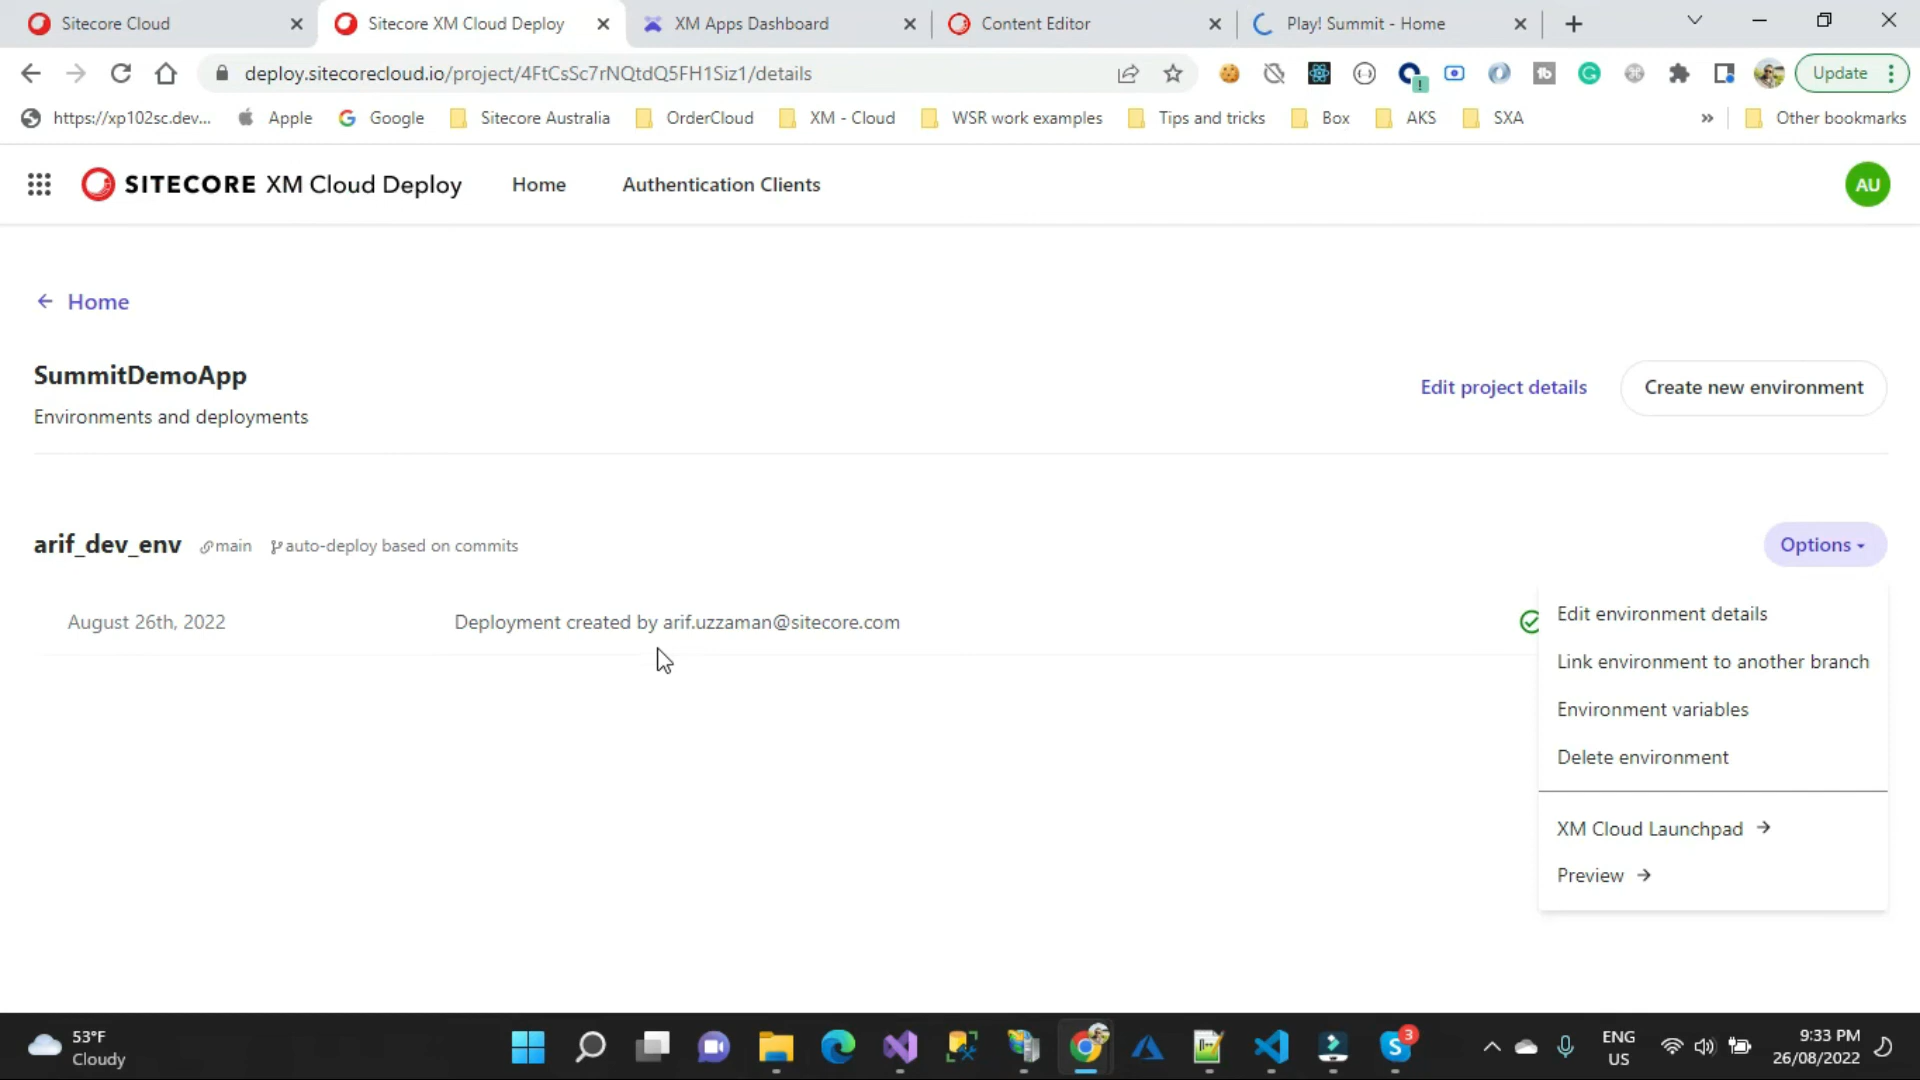 Sitecore Cloud
Sitecore XM Cloud Deploy
XM Apps Dashboard
Content Editor
Play! Summit - Home
deploy.sitecorecloud.io/project/4FtCsSc7rNQtdQ5FH1Siz1/details
Update
https://xp102sc.dev...
Apple
Google
Sitecore Australia
OrderCloud
XM - Cloud
WSR work examples
Tips and tricks
Box
AKS
SXA
»
Other bookmarks
SITECORE XM Cloud Deploy
Home
Authentication Clients
AU
Home
SummitDemoApp
Edit project details
Create new environment
Environments and deployments
arif_dev_env
main
auto-deploy based on commits
Options
August 26th, 2022
Deployment created by arif.uzzaman@sitecore.com
Edit environment details
Link environment to another branch
Environment variables
Delete environment
XM Cloud Launchpad
Preview
53°F
Cloudy
3
ENG
US
9:33 PM
26/08/2022